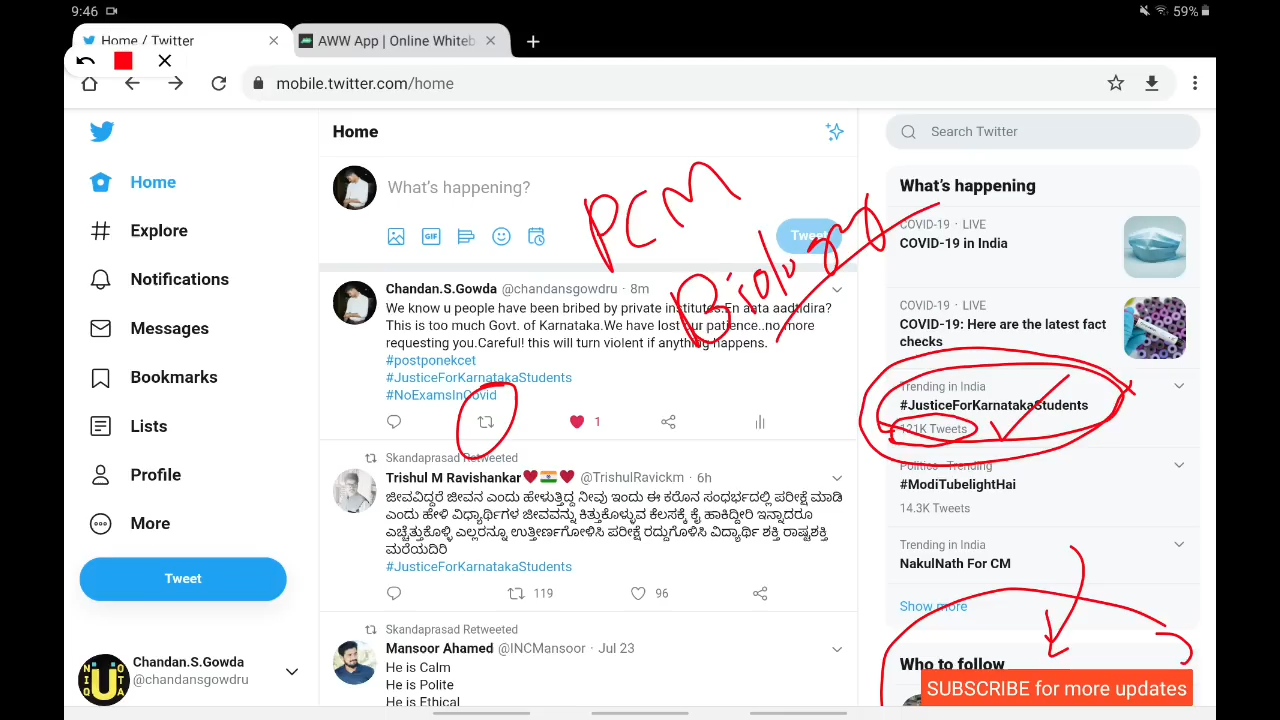 9:46
59%
Home / Twitter
AWW App | Online Whiteb
mobile.twitter.com/home
Home
Explore
Notifications
Messages
Bookmarks
Lists
Profile
More
Tweet
Chandan.S.Gowda
@chandansgowdru
Home
What's happening?
GIF
Tweet
PCM
Biology
Chandan.S.Gowda @chandansgowdru · 8m
We know u people have been bribed by private institutes.En aata aadtidira?
This is too much Govt. of Karnataka.We have lost our patience..no more
requesting you.Careful! this will turn violent if anything happens.
#postponekcet
#JusticeForKarnatakaStudents
#NoExamsInCovid
1
Skandaprasad Retweeted
Trishul M Ravishankar❤️🇮🇳❤️ @TrishulRavickm · 6h
ಜೀವವಿದ್ದರೆ ಜೀವನ ಎಂದು ಹೇಳುತ್ತಿದ್ದ ನೀವು ಇಂದು ಈ ಕರೊನ ಸಂಧರ್ಭದಲ್ಲಿ ಪರೀಕ್ಷೆ ಮಾಡಿ
ಎಂದು ಹೇಳಿ ವಿಧ್ಯಾರ್ಥಿಗಳ ಜೀವವನ್ನು ಕಿತ್ತುಕೊಳ್ಳುವ ಕೆಲಸಕ್ಕೆ ಕೈ ಹಾಕಿದ್ದೀರಿ ಇನ್ನಾದರೂ
ಎಚ್ಚೆತ್ತುಕೊಳ್ಳಿ ಎಲ್ಲರನ್ನೂ ಉತ್ತೀರ್ಣಗೋಳಿಸಿ ಪರೀಕ್ಷೆ ರದ್ದುಗೊಳಿಸಿ ವಿದ್ಯಾರ್ಥಿ ಶಕ್ತಿ ರಾಷ್ಟ್ರಶಕ್ತಿ
ಮರೆಯದಿರಿ
#JusticeForKarnatakaStudents
119
96
Skandaprasad Retweeted
Mansoor Ahamed @INCMansoor · Jul 23
He is Calm
He is Polite
He is Ethical
Search Twitter
What's happening
COVID-19 · LIVE
COVID-19 in India
COVID-19 · LIVE
COVID-19: Here are the latest fact
checks
Trending in India
#JusticeForKarnatakaStudents
121K Tweets
Politics · Trending
#ModiTubelightHai
14.3K Tweets
Trending in India
NakulNath For CM
Show more
Who to follow
SUBSCRIBE for more updates